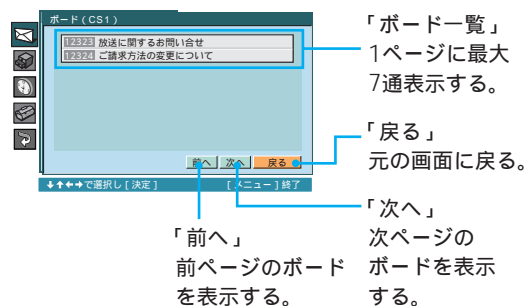 ボード(CS1)
12323 放送に関するお問い合せ
12324 ご請求方法の変更について
前へ 次へ 戻る
↓↑←→で選択し[決定] [メニュー]終了
「ボード一覧」
1ページに最大
7通表示する。
「戻る」
元の画面に戻る。
「次へ」
次ページの
ボードを表示
する。
「前へ」
前ページのボード
を表示する。